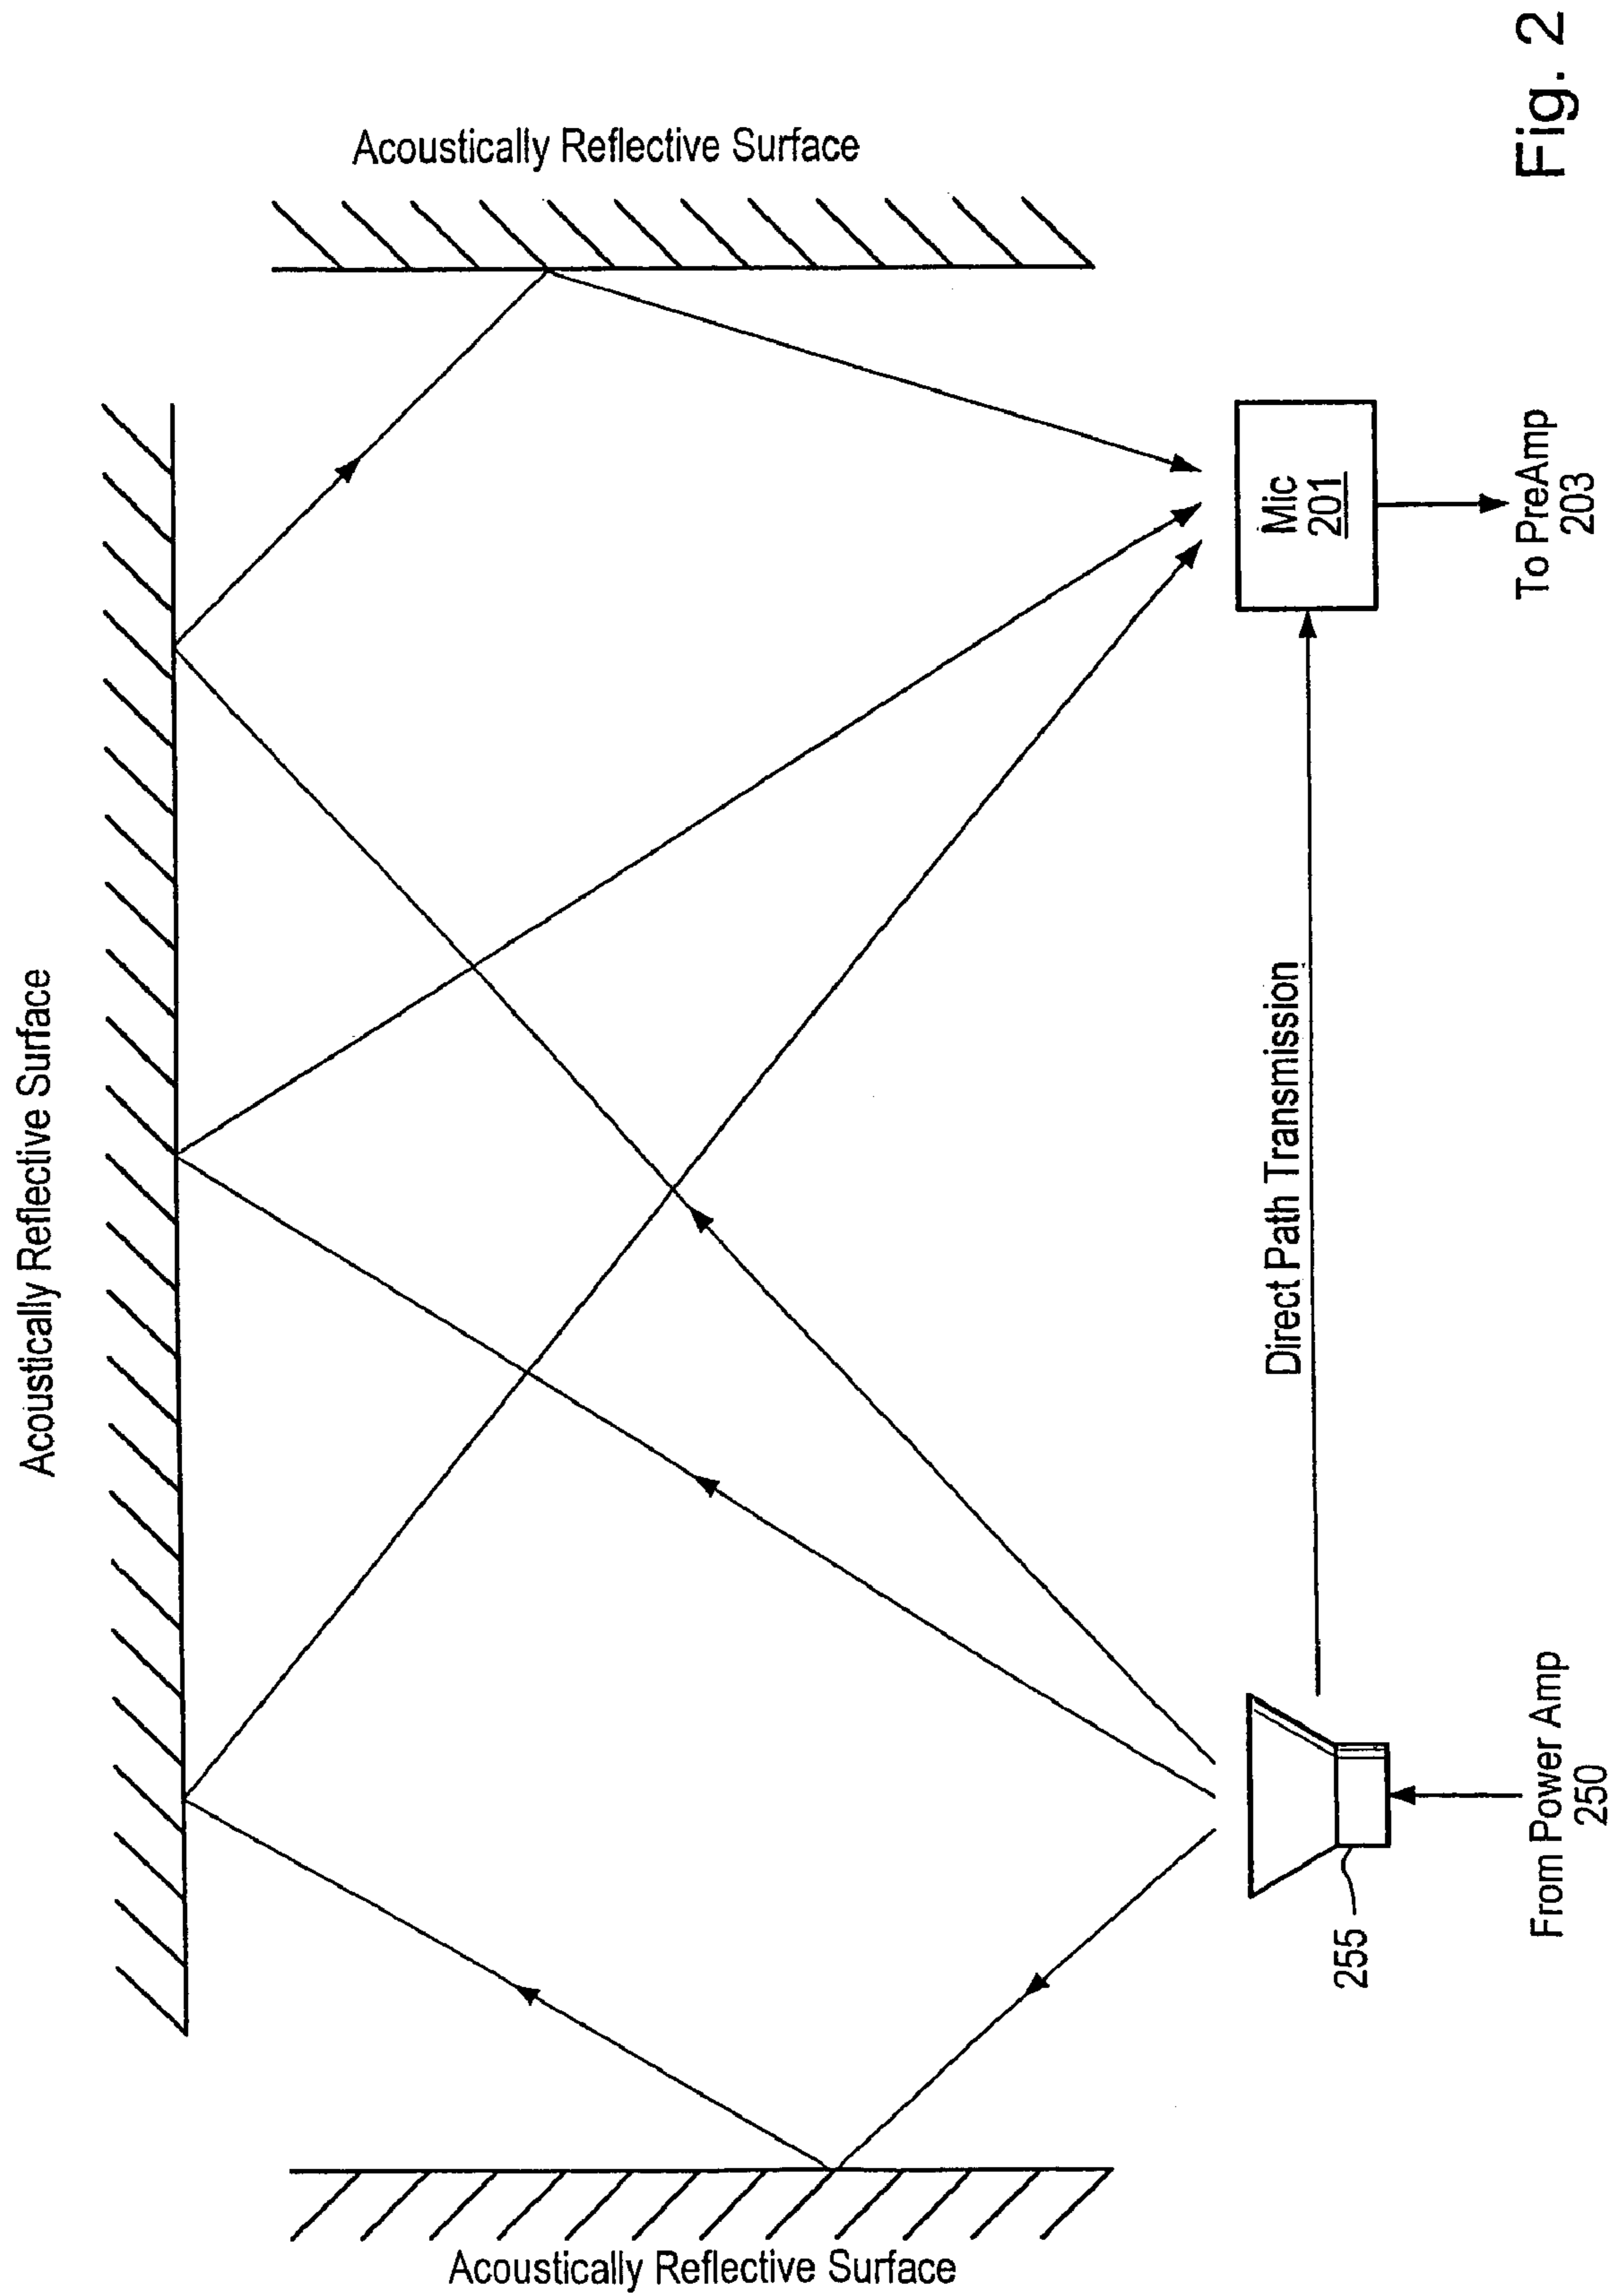 Acoustically Reflective Surface
Acoustically Reflective Surface
Acoustically Reflective Surface
Direct Path Transmission
Mic
201
255
From Power Amp
250
To PreAmp
203
Fig. 2